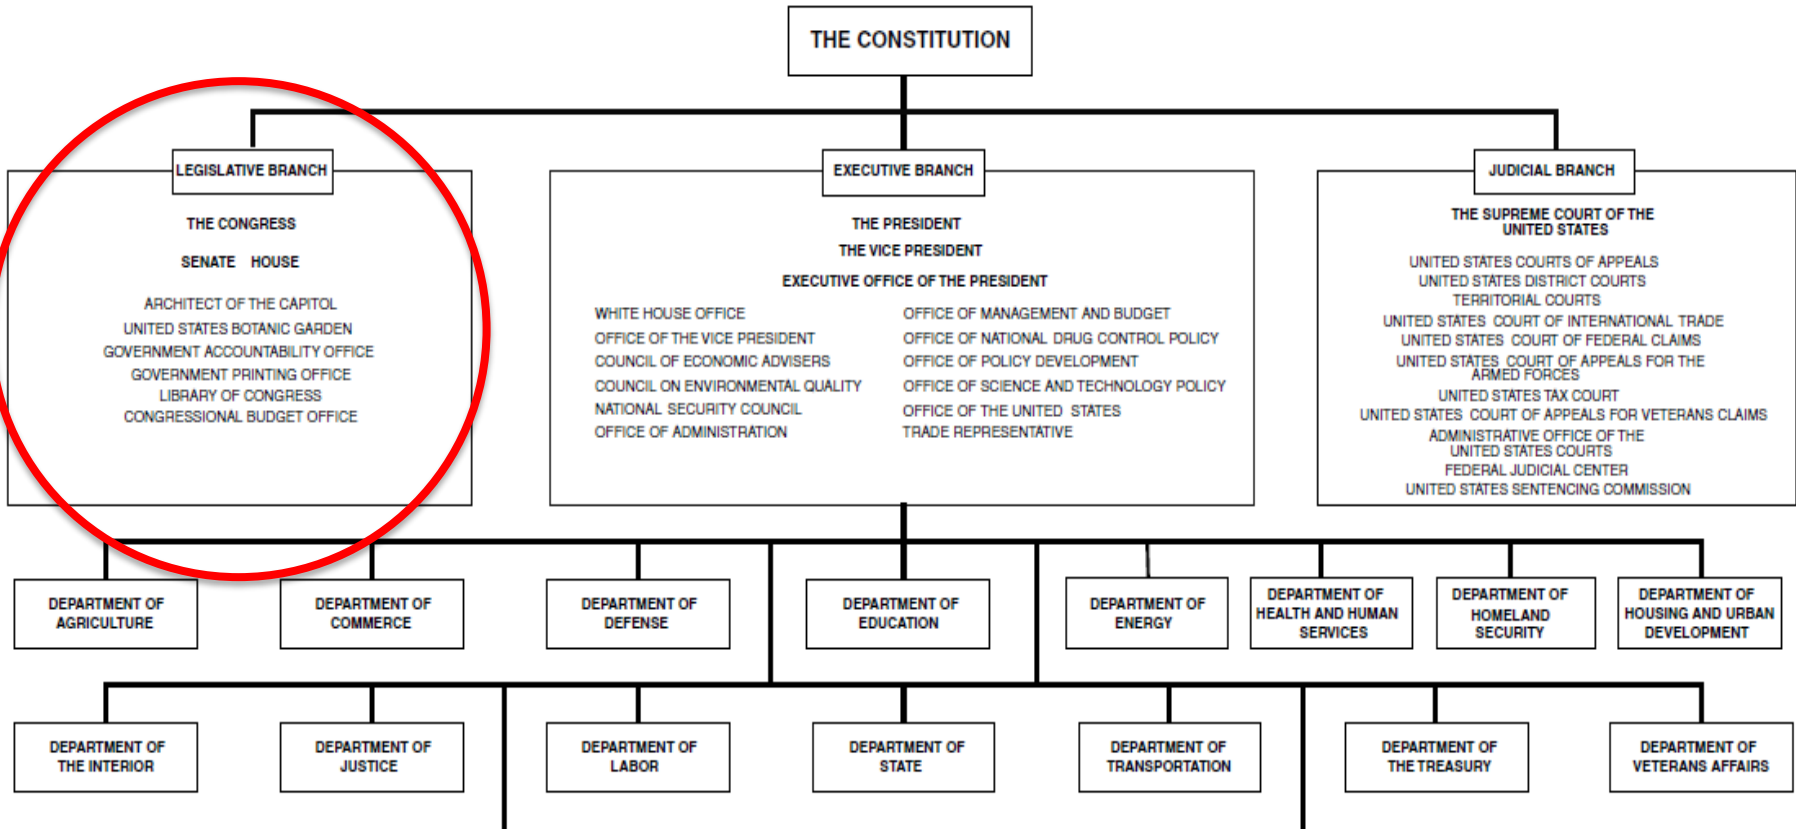 THE CONSTITUTION
LEGISLATIVE BRANCH
THE CONGRESS
SENATE HOUSE
ARCHITECT OF THE CAPITOL
UNITED STATES BOTANIC GARDEN
GOVERNMENT ACCOUNTABILITY OFFICE
GOVERNMENT PRINTING OFFICE
LIBRARY OF CONGRESS
CONGRESSIONAL BUDGET OFFICE
EXECUTIVE BRANCH
THE PRESIDENT
THE VICE PRESIDENT
EXECUTIVE OFFICE OF THE PRESIDENT
WHITE HOUSE OFFICE
OFFICE OF THE VICE PRESIDENT
COUNCIL OF ECONOMIC ADVISERS
COUNCIL ON ENVIRONMENTAL QUALITY
NATIONAL SECURITY COUNCIL
OFFICE OF ADMINISTRATION
OFFICE OF MANAGEMENT AND BUDGET
OFFICE OF NATIONAL DRUG CONTROL POLICY
OFFICE OF POLICY DEVELOPMENT
OFFICE OF SCIENCE AND TECHNOLOGY POLICY
OFFICE OF THE UNITED STATES
TRADE REPRESENTATIVE
JUDICIAL BRANCH
THE SUPREME COURT OF THE
UNITED STATES
UNITED STATES COURTS OF APPEALS
UNITED STATES DISTRICT COURTS
TERRITORIAL COURTS
UNITED STATES COURT OF INTERNATIONAL TRADE
UNITED STATES COURT OF FEDERAL CLAIMS
UNITED STATES COURT OF APPEALS FOR THE
ARMED FORCES
UNITED STATES TAX COURT
UNITED STATES COURT OF APPEALS FOR VETERANS CLAIMS
ADMINISTRATIVE OFFICE OF THE
UNITED STATES COURTS
FEDERAL JUDICIAL CENTER
UNITED STATES SENTENCING COMMISSION
DEPARTMENT OF
AGRICULTURE
DEPARTMENT OF
COMMERCE
DEPARTMENT OF
DEFENSE
DEPARTMENT OF
EDUCATION
DEPARTMENT OF
ENERGY
DEPARTMENT OF
HEALTH AND HUMAN
SERVICES
DEPARTMENT OF
HOMELAND
SECURITY
DEPARTMENT OF
HOUSING AND URBAN
DEVELOPMENT
DEPARTMENT OF
THE INTERIOR
DEPARTMENT OF
JUSTICE
DEPARTMENT OF
LABOR
DEPARTMENT OF
STATE
DEPARTMENT OF
TRANSPORTATION
DEPARTMENT OF
THE TREASURY
DEPARTMENT OF
VETERANS AFFAIRS